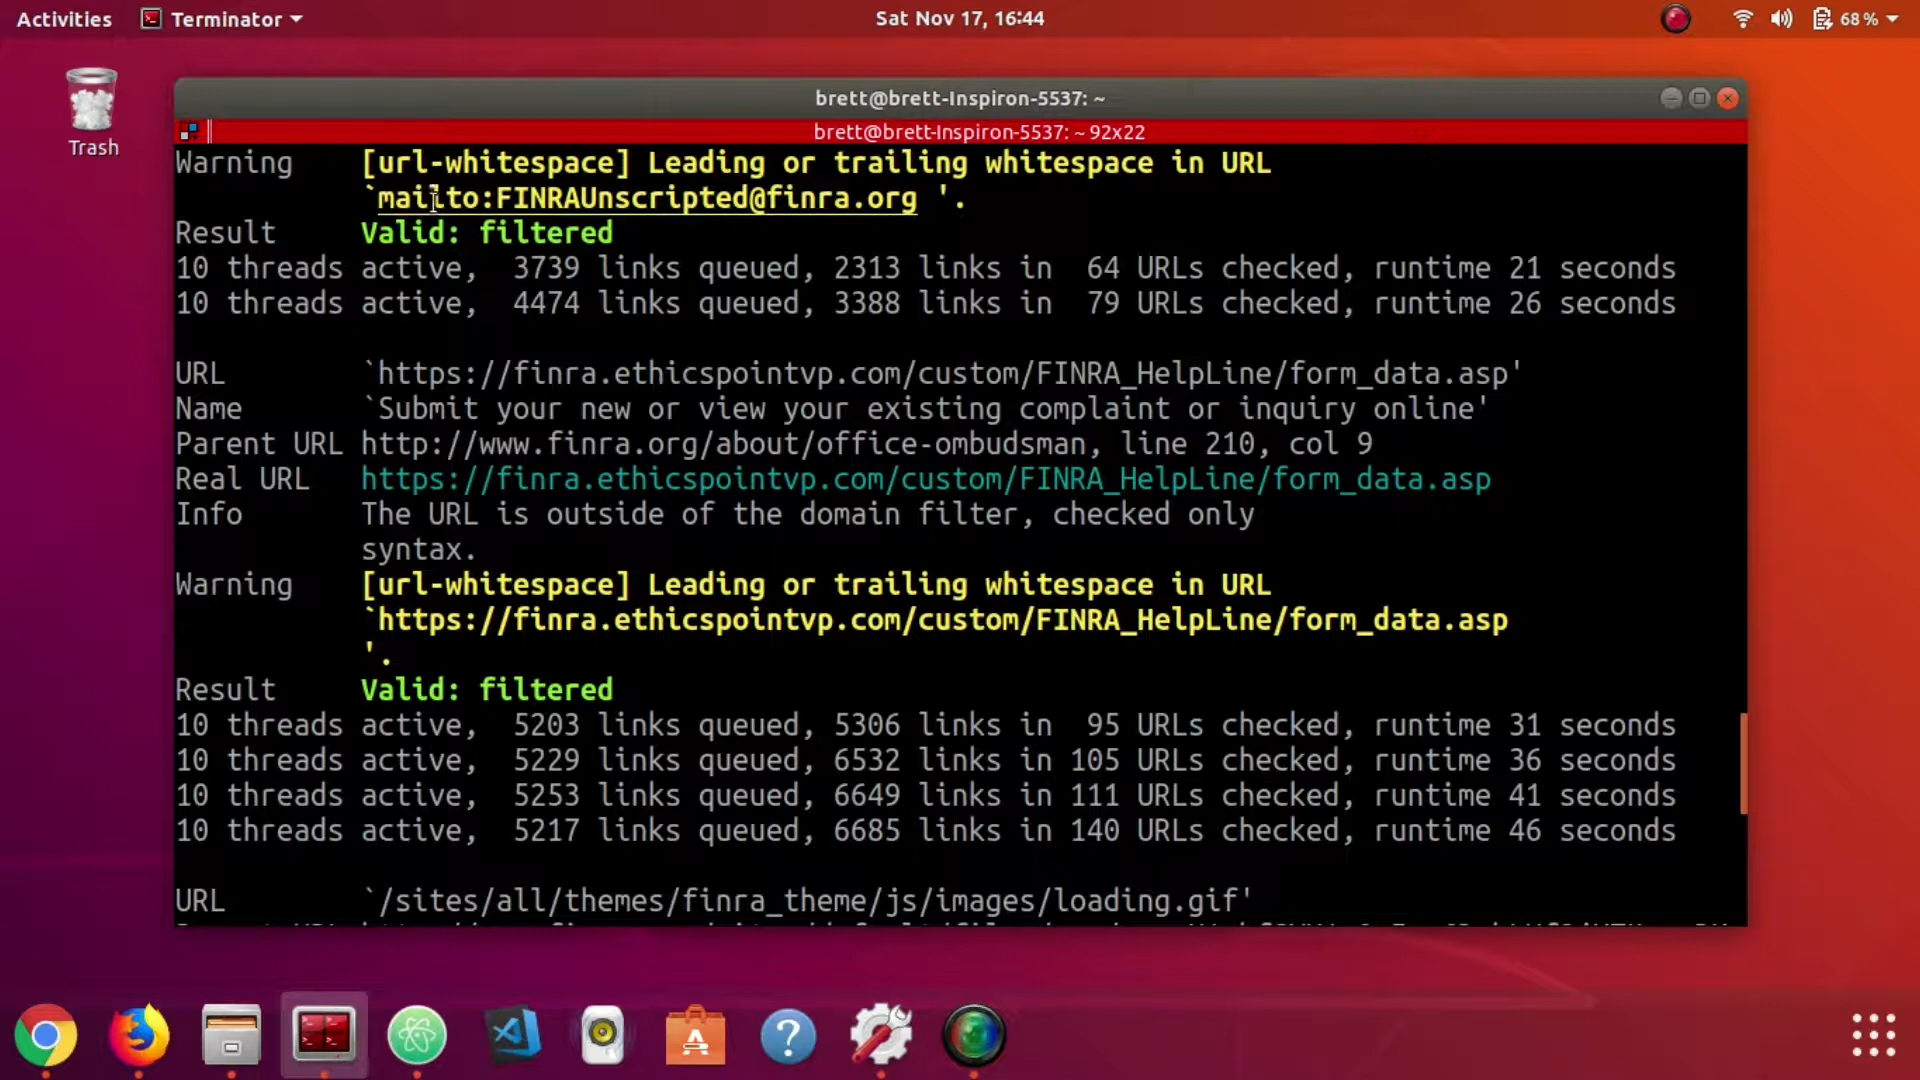 Activities Terminator Sat Nov 17, 16:44 68 %
Trash
brett@brett-Inspiron-5537: ~
brett@brett-Inspiron-5537: ~ 92x22
Warning [url-whitespace] Leading or trailing whitespace in URL
`mailto:FINRAUnscripted@finra.org '.
Result Valid: filtered
10 threads active, 3739 links queued, 2313 links in 64 URLs checked, runtime 21 seconds
10 threads active, 4474 links queued, 3388 links in 79 URLs checked, runtime 26 seconds
URL `https://finra.ethicspointvp.com/custom/FINRA_HelpLine/form_data.asp'
Name `Submit your new or view your existing complaint or inquiry online'
Parent URL http://www.finra.org/about/office-ombudsman, line 210, col 9
Real URL https://finra.ethicspointvp.com/custom/FINRA_HelpLine/form_data.asp
Info The URL is outside of the domain filter, checked only
syntax.
Warning [url-whitespace] Leading or trailing whitespace in URL
`https://finra.ethicspointvp.com/custom/FINRA_HelpLine/form_data.asp
'.
Result Valid: filtered
10 threads active, 5203 links queued, 5306 links in 95 URLs checked, runtime 31 seconds
10 threads active, 5229 links queued, 6532 links in 105 URLs checked, runtime 36 seconds
10 threads active, 5253 links queued, 6649 links in 111 URLs checked, runtime 41 seconds
10 threads active, 5217 links queued, 6685 links in 140 URLs checked, runtime 46 seconds
URL `/sites/all/themes/finra_theme/js/images/loading.gif'